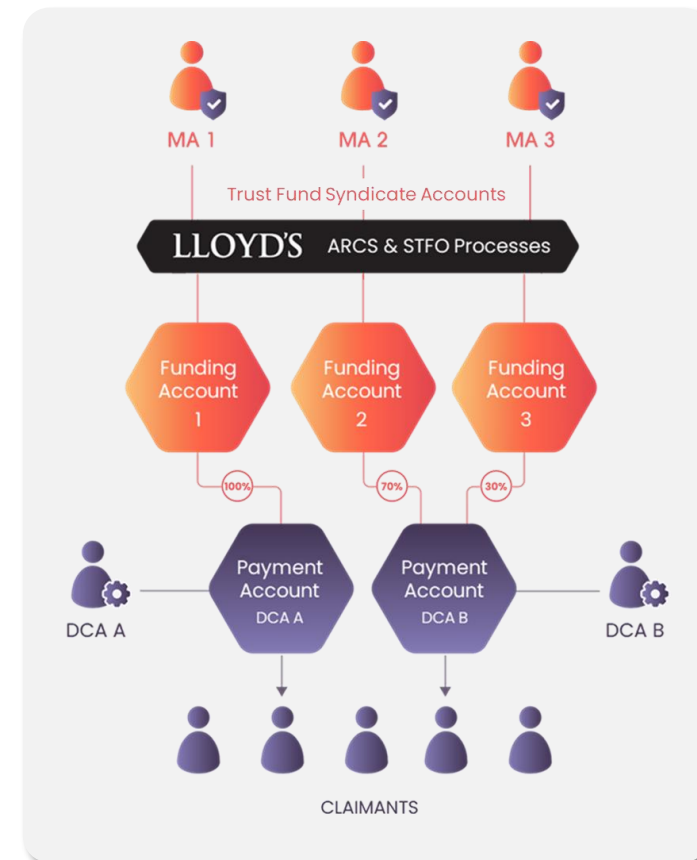 MA 1
MA 2
MA 3
Trust Fund Syndicate Accounts
LLOYD'S ARCS & STFO Processes
Funding
Account
1
Funding
Account
2
Funding
Account
3
100%
70%
30%
Payment
Account
DCA A
Payment
Account
DCA B
DCA A
DCA B
CLAIMANTS